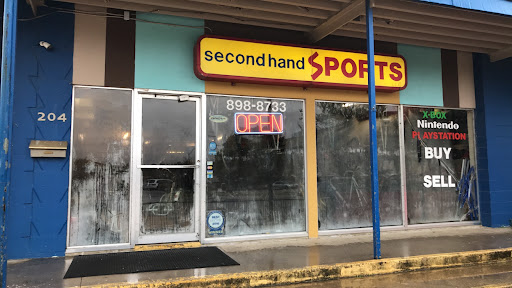 second hand SPORTS
898-8733
OPEN
204
X-BOX
Nintendo
PLAYSTATION
BUY
SELL